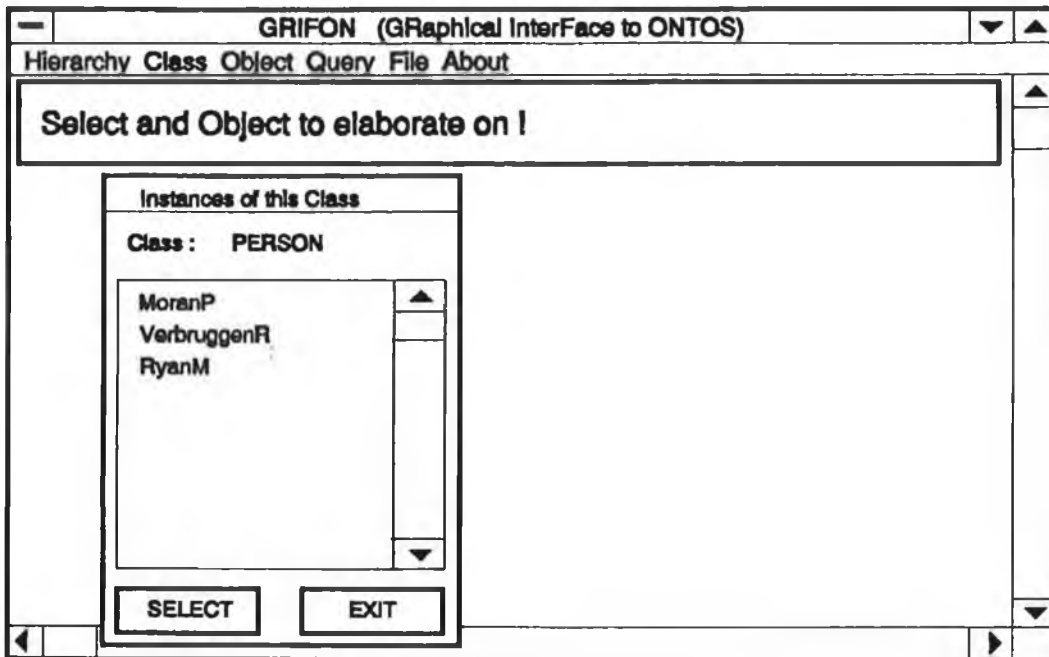 GRIFON (GRaphical InterFace to ONTOS)
Hierarchy Class Object Query File About
Select and Object to elaborate on !
Instances of this Class
Class : PERSON
MoranP
VerbruggenR
RyanM
SELECT EXIT